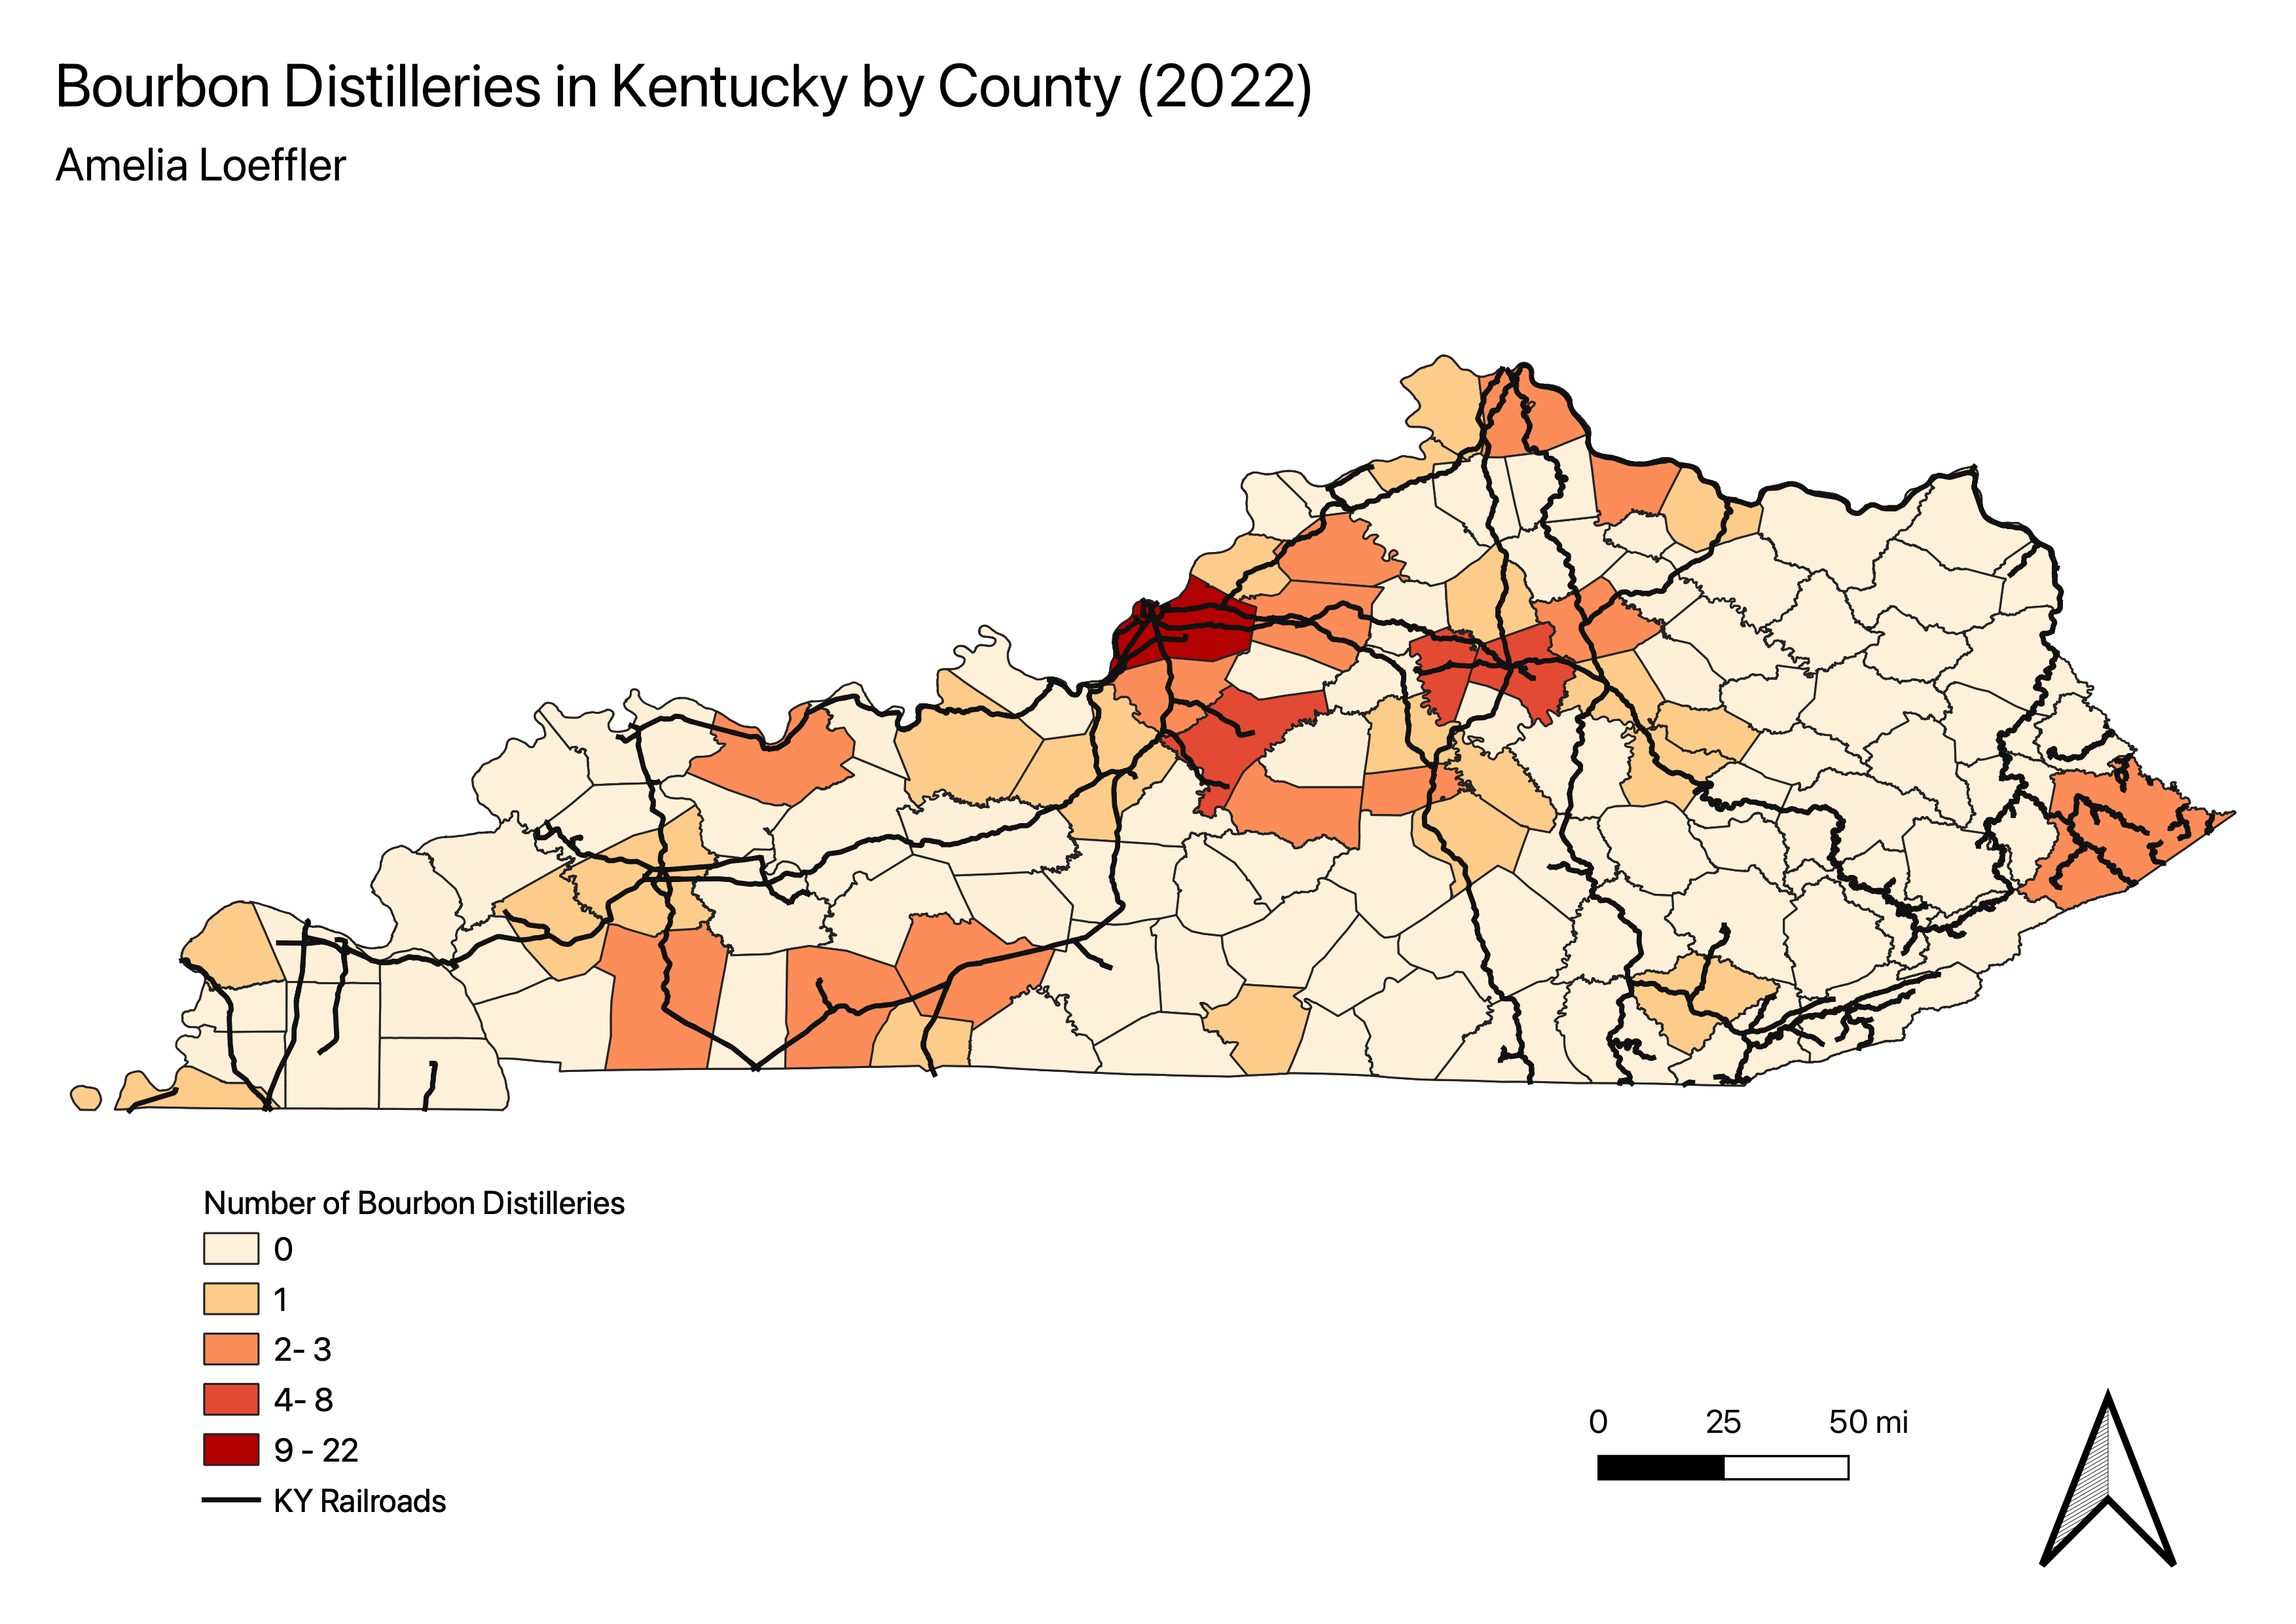 Bourbon Distilleries in Kentucky by County (2022)
Amelia Loeffler
Number of Bourbon Distilleries
0
1
2- 3
4- 8
9 - 22
KY Railroads
0 25 50 mi